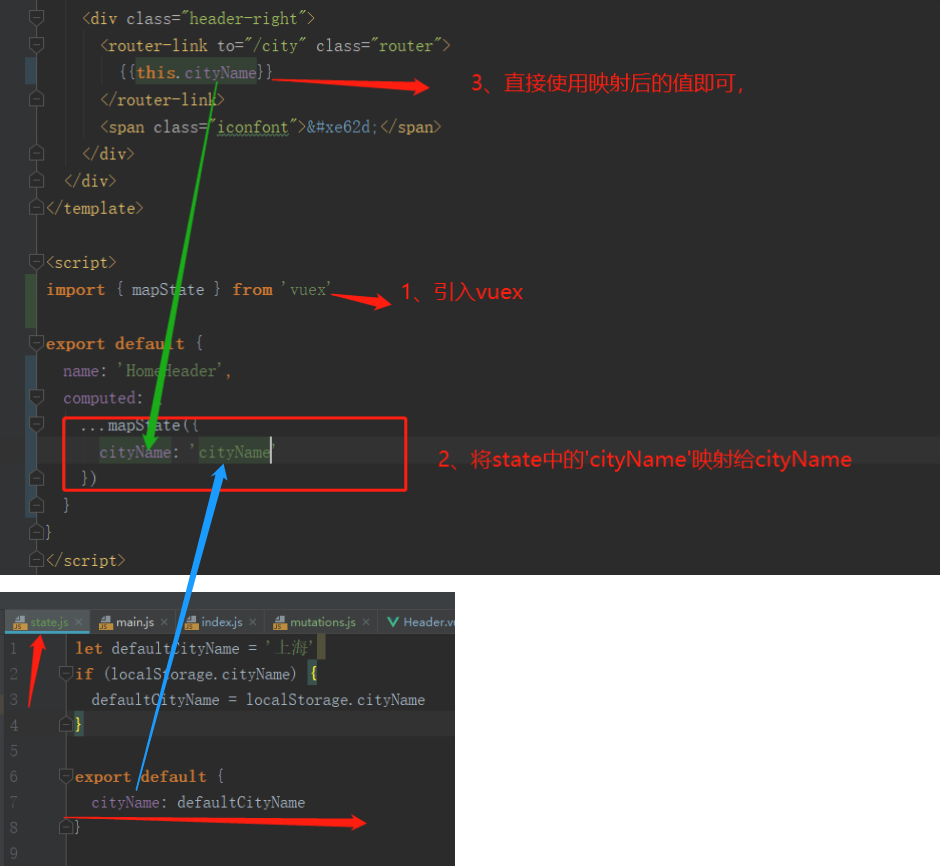 <div class="header-right">
<router-link to="/city" class="router">
{{this.cityName}}
3、直接使用映射后的值即可，
</router-link>
<span class="iconfont">&#xe62d;</span>
</div>
</div>
</template>
<script>
import { mapState } from 'vuex'
1、引入vuex
export default {
name: 'HomeHeader',
computed: {
...mapState({
cityName: 'cityName'
2、将state中的'cityName'映射给cityName
})
}
}
</script>
state.js × main.js × index.js × mutations.js × Header.vu
1 let defaultCityName = '上海'
2 if (localStorage.cityName) {
3 defaultCityName = localStorage.cityName
4 }
5
6 export default {
7 cityName: defaultCityName
8 }
9